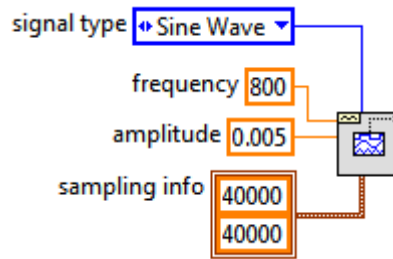 signal type Sine Wave
frequency 800
amplitude 0.005
sampling info 40000
40000